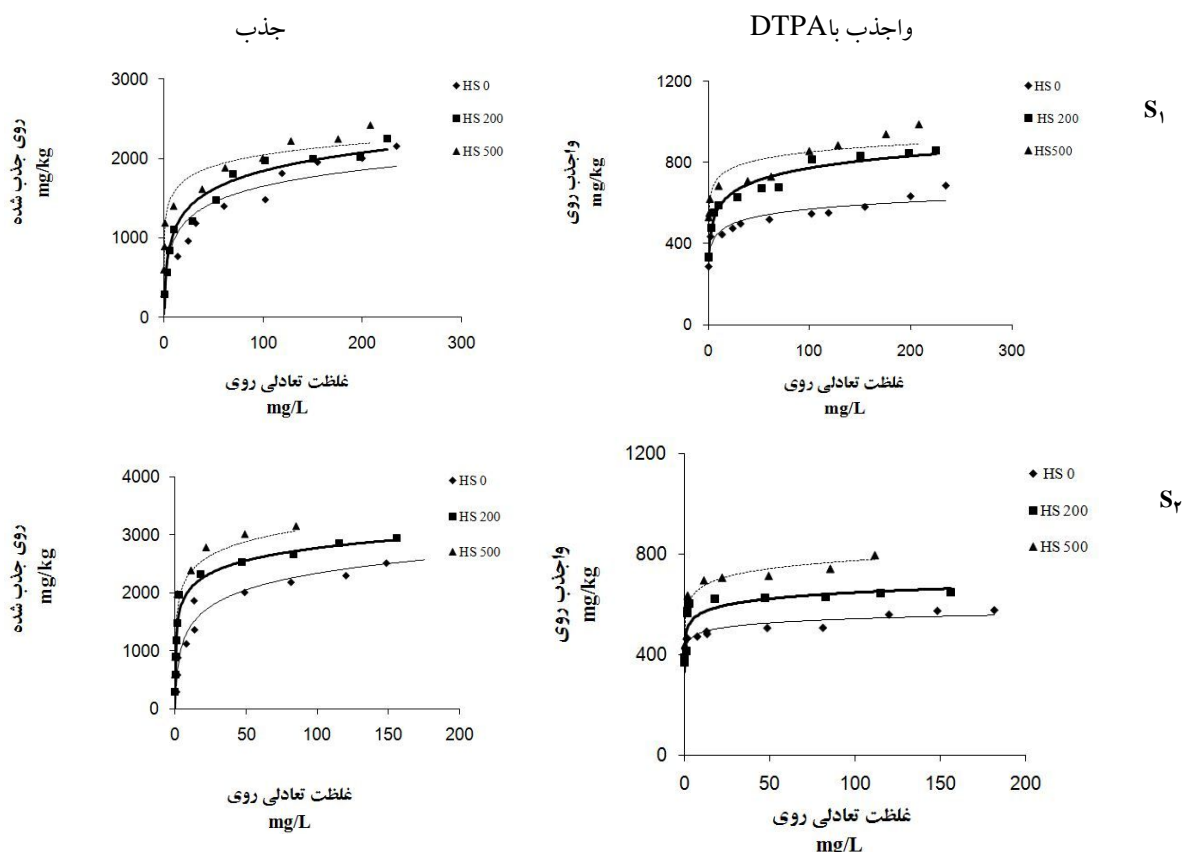 جذب
واجذب با DTPA
روی جذب شده
mg/kg
3000
2000
1000
0
0 100 200 300
غلظت تعادلی روی
mg/L
HS 0
HS 200
HS 500
واجذب روی
mg/kg
1200
800
400
0
0 100 200 300
غلظت تعادلی روی
mg/L
HS 0
HS 200
HS500
S۱
روی جذب شده
mg/kg
4000
3000
2000
1000
0
0 50 100 150 200
غلظت تعادلی روی
mg/L
HS 0
HS 200
HS 500
واجذب روی
mg/kg
1200
800
400
0
0 50 100 150 200
غلظت تعادلی روی
mg/L
HS 0
HS 200
HS 500
S۲